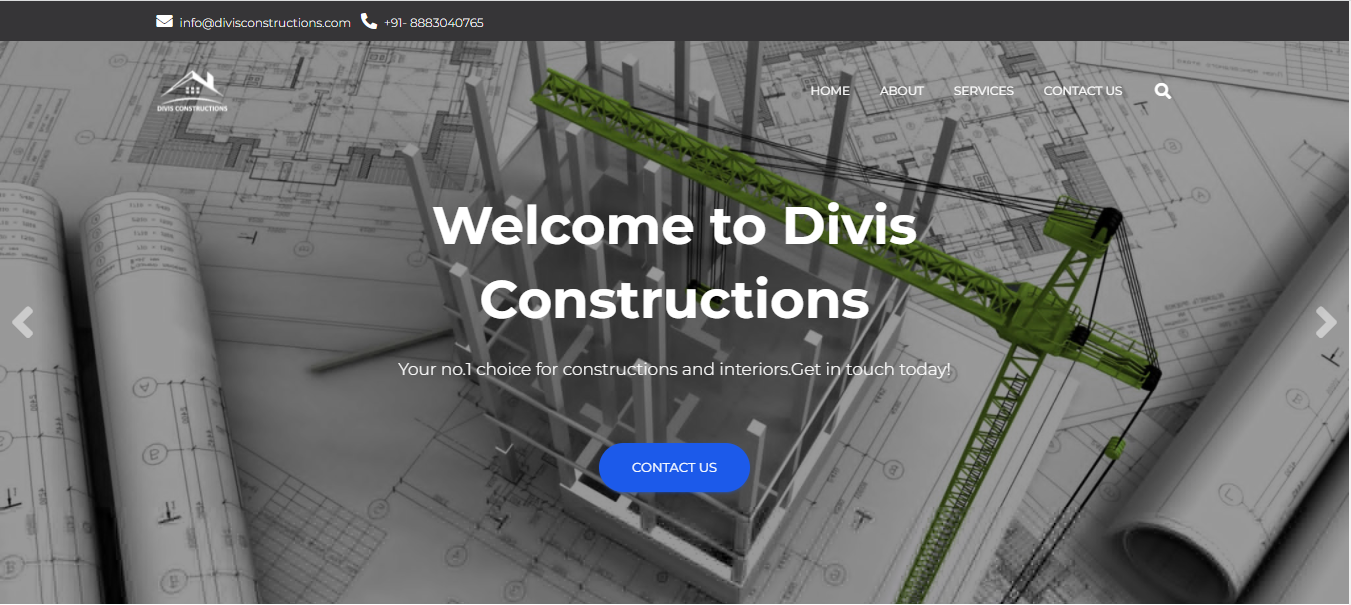 info@divisconstructions.com +91- 8883040765
DIVIS CONSTRUCTIONS
HOME ABOUT SERVICES CONTACT US
Welcome to Divis
Constructions
Your no.1 choice for constructions and interiors.Get in touch today!
CONTACT US